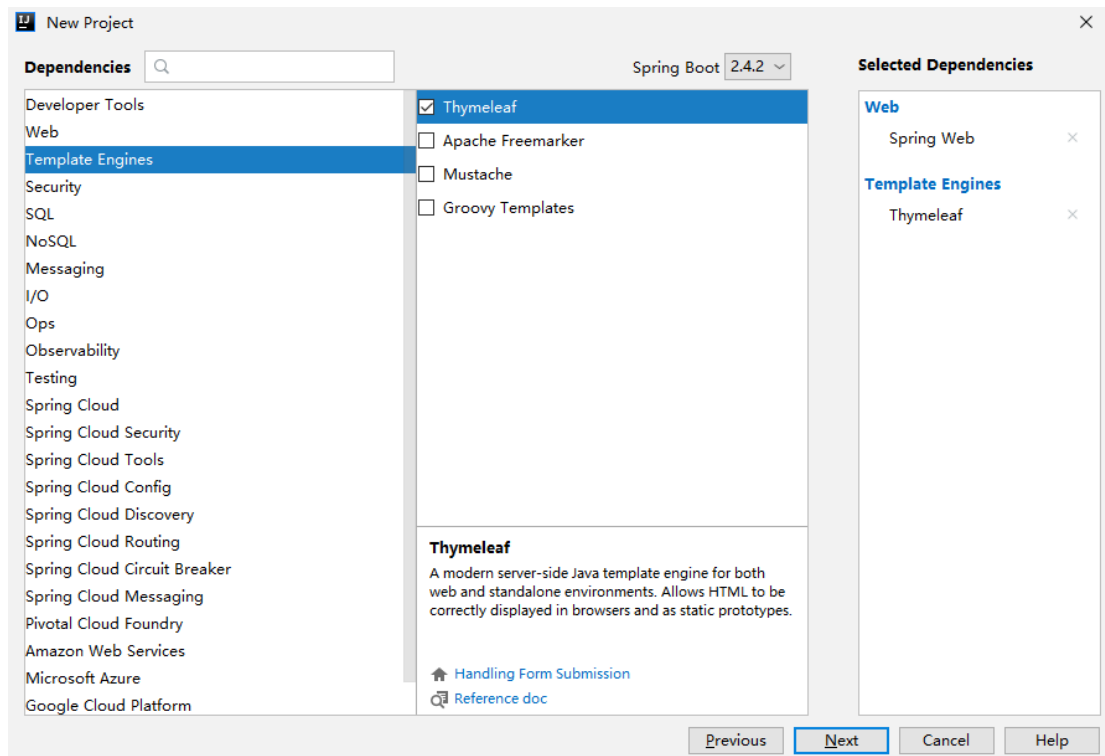 New Project
Dependencies
Spring Boot 2.4.2
Selected Dependencies
Developer Tools
Web
Template Engines
Security
SQL
NoSQL
Messaging
I/O
Ops
Observability
Testing
Spring Cloud
Spring Cloud Security
Spring Cloud Tools
Spring Cloud Config
Spring Cloud Discovery
Spring Cloud Routing
Spring Cloud Circuit Breaker
Spring Cloud Messaging
Pivotal Cloud Foundry
Amazon Web Services
Microsoft Azure
Google Cloud Platform
Thymeleaf
Apache Freemarker
Mustache
Groovy Templates
Thymeleaf
A modern server-side Java template engine for both
web and standalone environments. Allows HTML to be
correctly displayed in browsers and as static prototypes.
Handling Form Submission
Reference doc
Web
Spring Web
Template Engines
Thymeleaf
Previous
Next
Cancel
Help